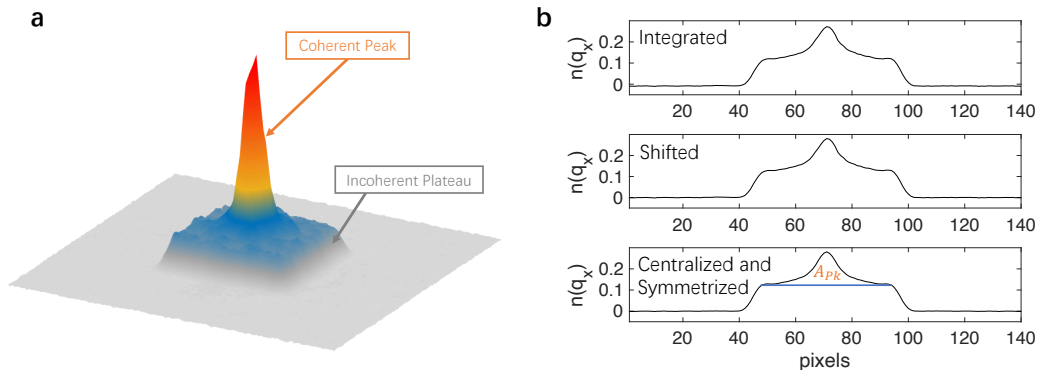 a
Coherent Peak
Incoherent Plateau
b
n(q_x)
0.2
0.1
0
Integrated
20 40 60 80 100 120 140
n(q_x)
0.2
0.1
0
Shifted
20 40 60 80 100 120 140
n(q_x)
0.2
0.1
0
Centralized and
Symmetrized
A_{Pk}
20 40 60 80 100 120 140
pixels